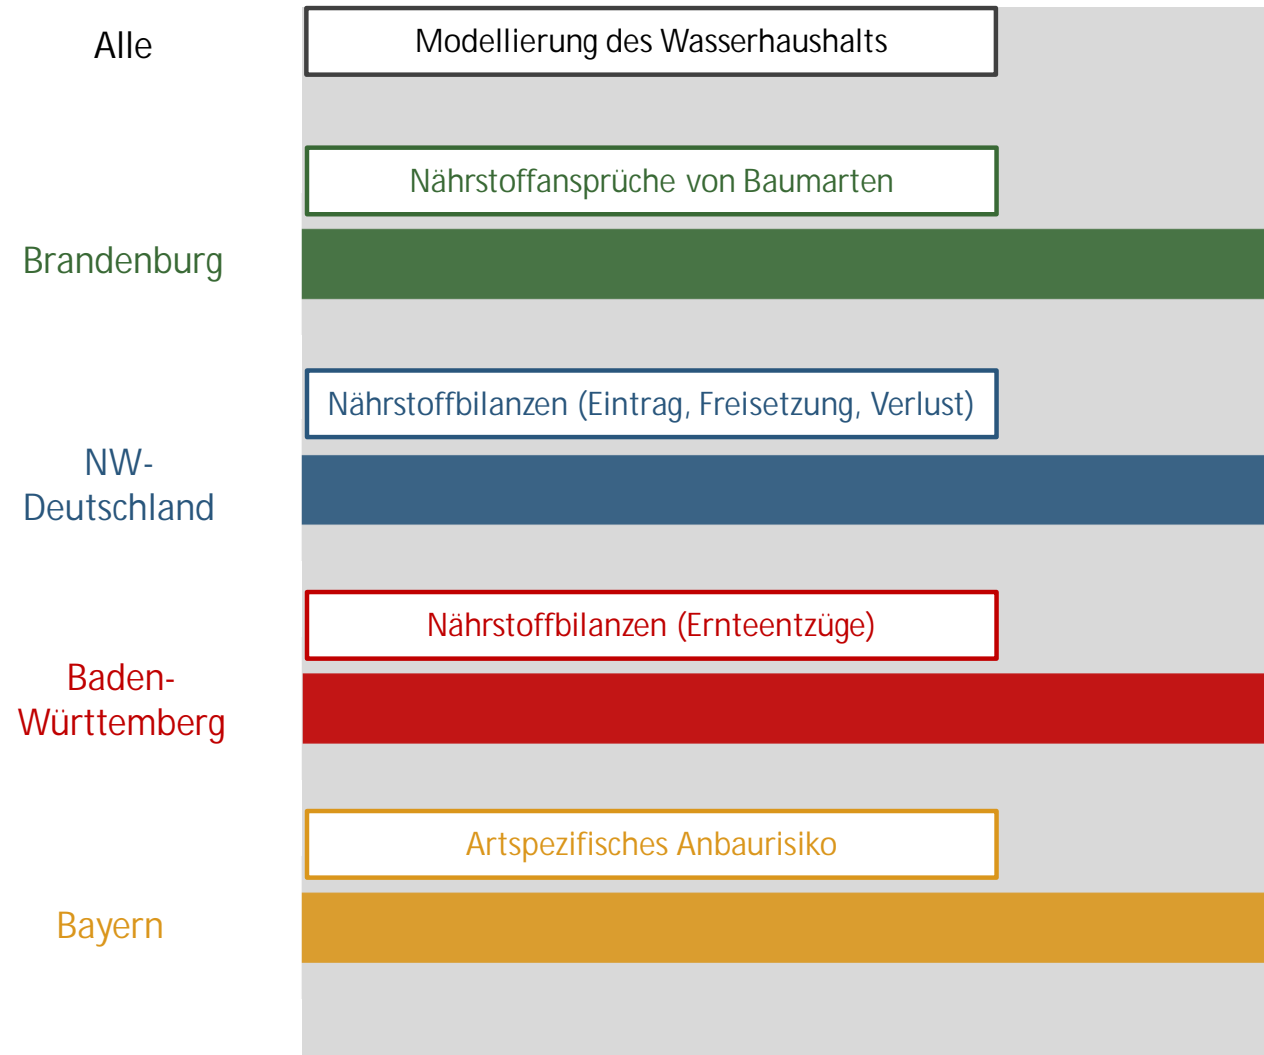 Alle
Modellierung des Wasserhaushalts
Nährstoffansprüche von Baumarten
Brandenburg
Nährstoffbilanzen (Eintrag, Freisetzung, Verlust)
NW-
Deutschland
Nährstoffbilanzen (Ernteentzüge)
Baden-
Württemberg
Artspezifisches Anbaurisiko
Bayern